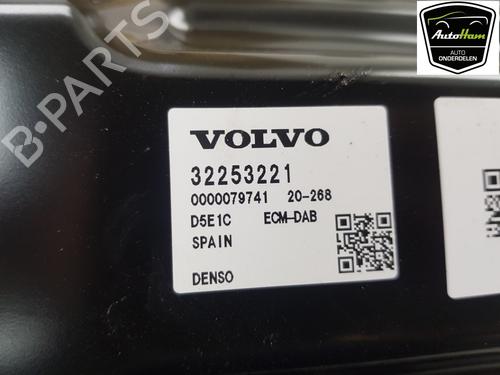 AutoHam
AUTO
ONDERDELEN
B-PARTS
VOLVO
32253221
0000079741 20-268
D5E1C ECM-DAB
SPAIN
DENSO